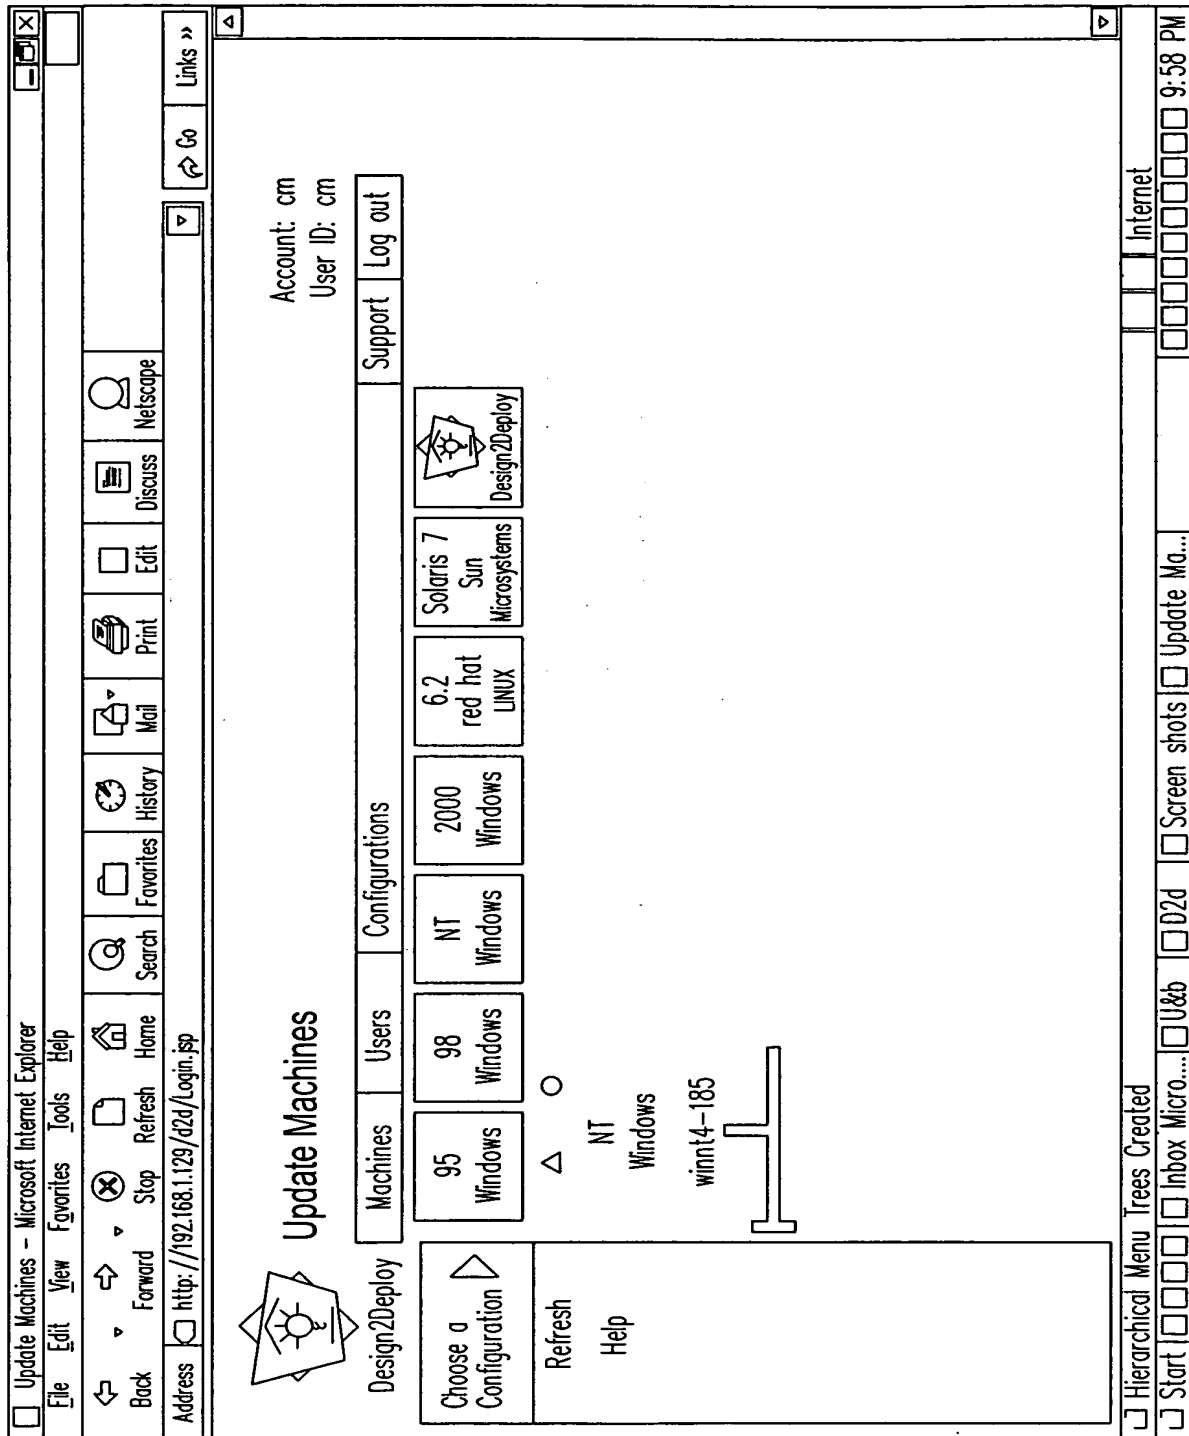 Update Machines – Microsoft Internet Explorer
File Edit View Favorites Tools Help
Back Forward Stop Refresh Home Search Favorites History Mail Print Edit Discuss Netscape
Address http: //192.168.1.129/d2d/Login.jsp Go Links »
Account: cm
User ID: cm
Update Machines
Design2Deploy
Machines Users Configurations Support Log out
Choose a
Configuration
95
Windows
98
Windows
NT
Windows
2000
Windows
6.2
red hat
LINUX
Solaris 7
Sun
Microsystems
Design2Deploy
Refresh
Help
NT
Windows
winnt4-185
Hierarchical Menu Trees Created Internet
Start Inbox Micro.... U&b D2d Screen shots Update Ma... 9:58 PM